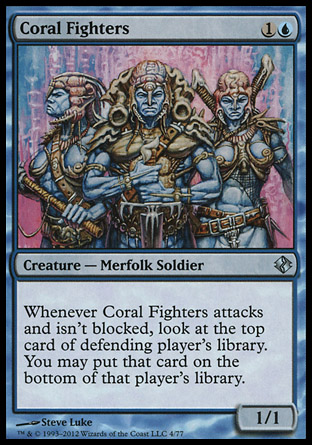 Coral Fighters 1
Creature — Merfolk Soldier
Whenever Coral Fighters attacks
and isn't blocked, look at the top
card of defending player's library.
You may put that card on the
bottom of that player's library.
Steve Luke
™ & © 1993-2012 Wizards of the Coast LLC 4/77
1/1